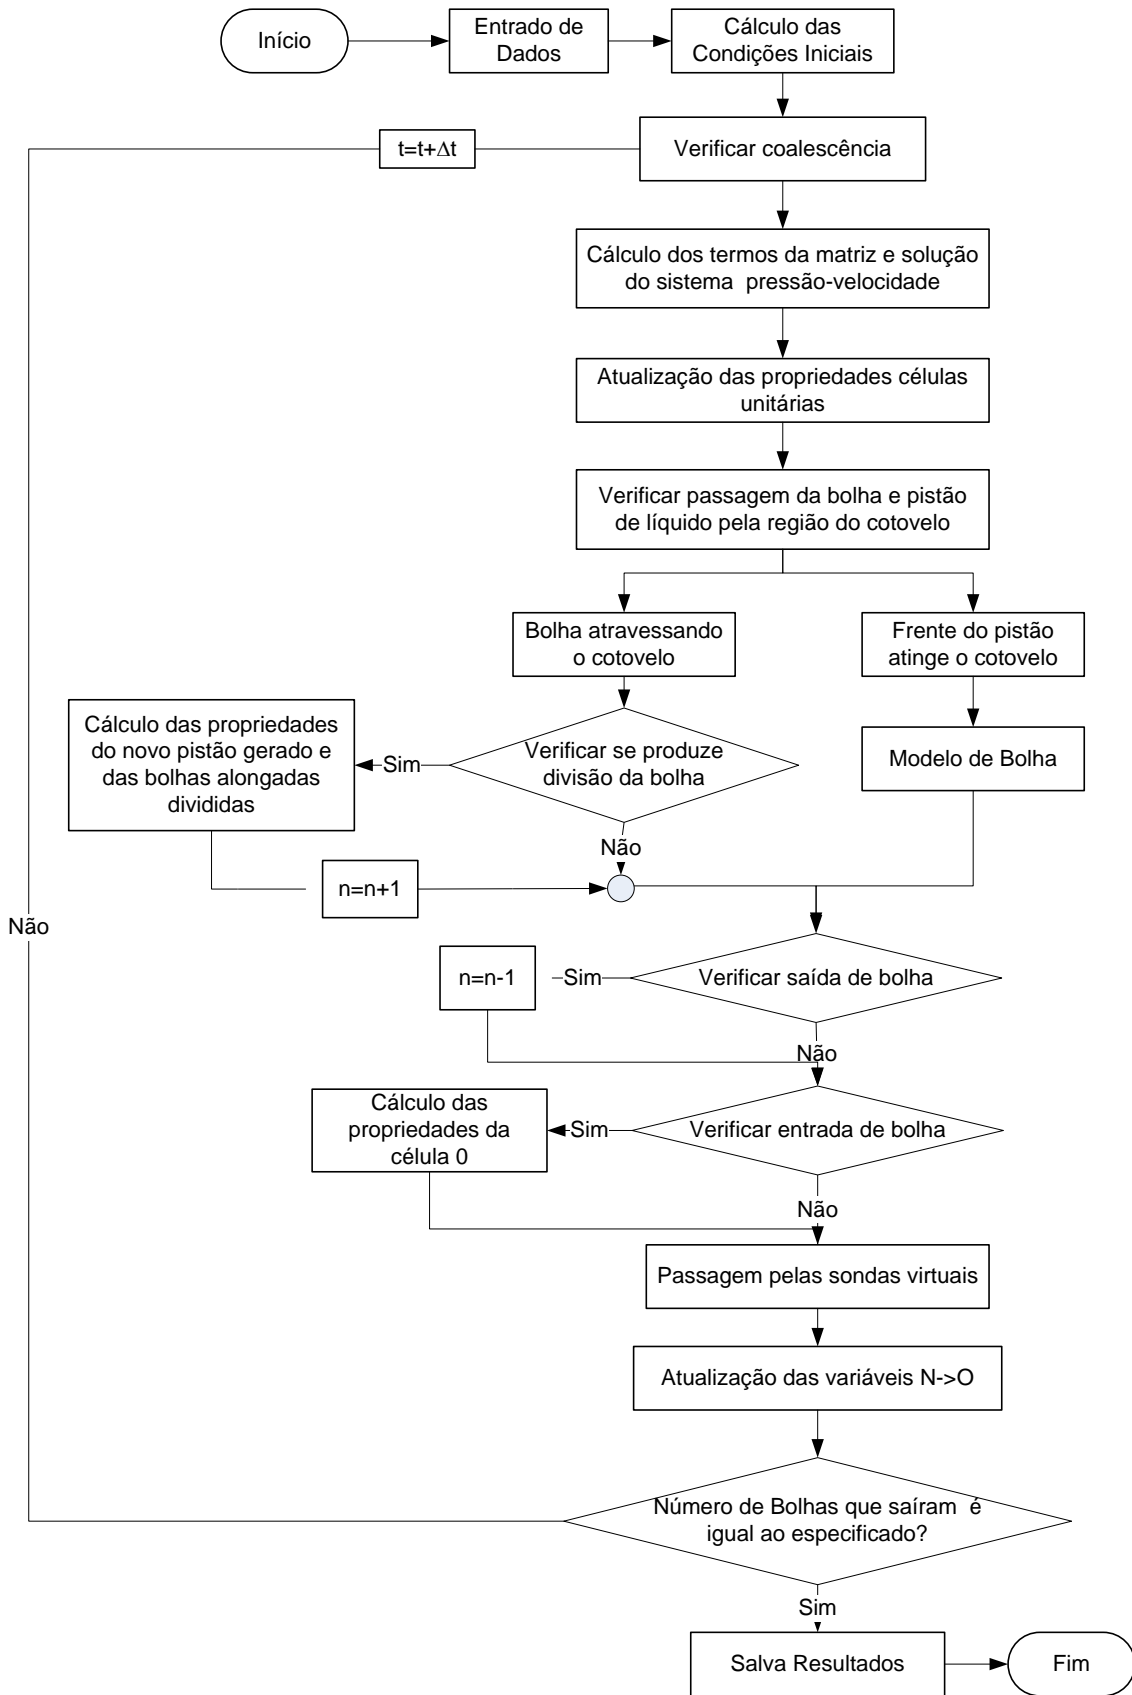 Início
Entrado de
Dados
Cálculo das
Condições Iniciais
t=t+Δt
Verificar coalescência
Cálculo dos termos da matriz e solução
do sistema pressão-velocidade
Atualização das propriedades células
unitárias
Verificar passagem da bolha e pistão
de líquido pela região do cotovelo
Bolha atravessando
o cotovelo
Frente do pistão
atinge o cotovelo
Cálculo das propriedades
do novo pistão gerado e
das bolhas alongadas
divididas
Sim
Verificar se produze
divisão da bolha
Modelo de Bolha
Não
n=n+1
Não
n=n-1
Sim
Verificar saída de bolha
Não
Cálculo das
propriedades da
célula 0
Sim
Verificar entrada de bolha
Não
Passagem pelas sondas virtuais
Atualização das variáveis N->O
Número de Bolhas que saíram é
igual ao especificado?
Sim
Salva Resultados
Fim